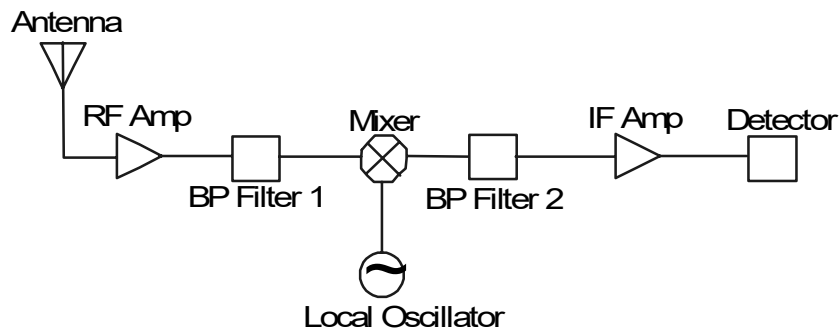 Antenna
RF Amp
Mixer
IF Amp
Detector
BP Filter 1
BP Filter 2
Local Oscillator